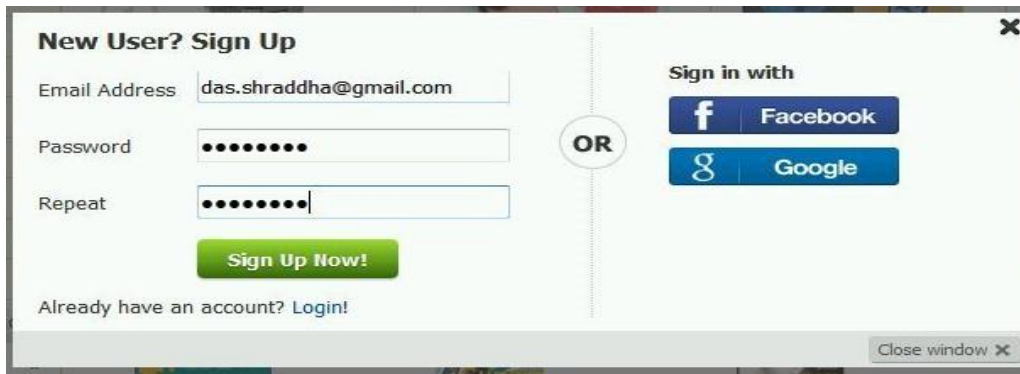 New User? Sign Up
Email Address das.shraddha@gmail.com
Password ●●●●●●●●
Repeat ●●●●●●●●
Sign Up Now!
Already have an account? Login!
OR
Sign in with
f Facebook
g Google
Close window ✕